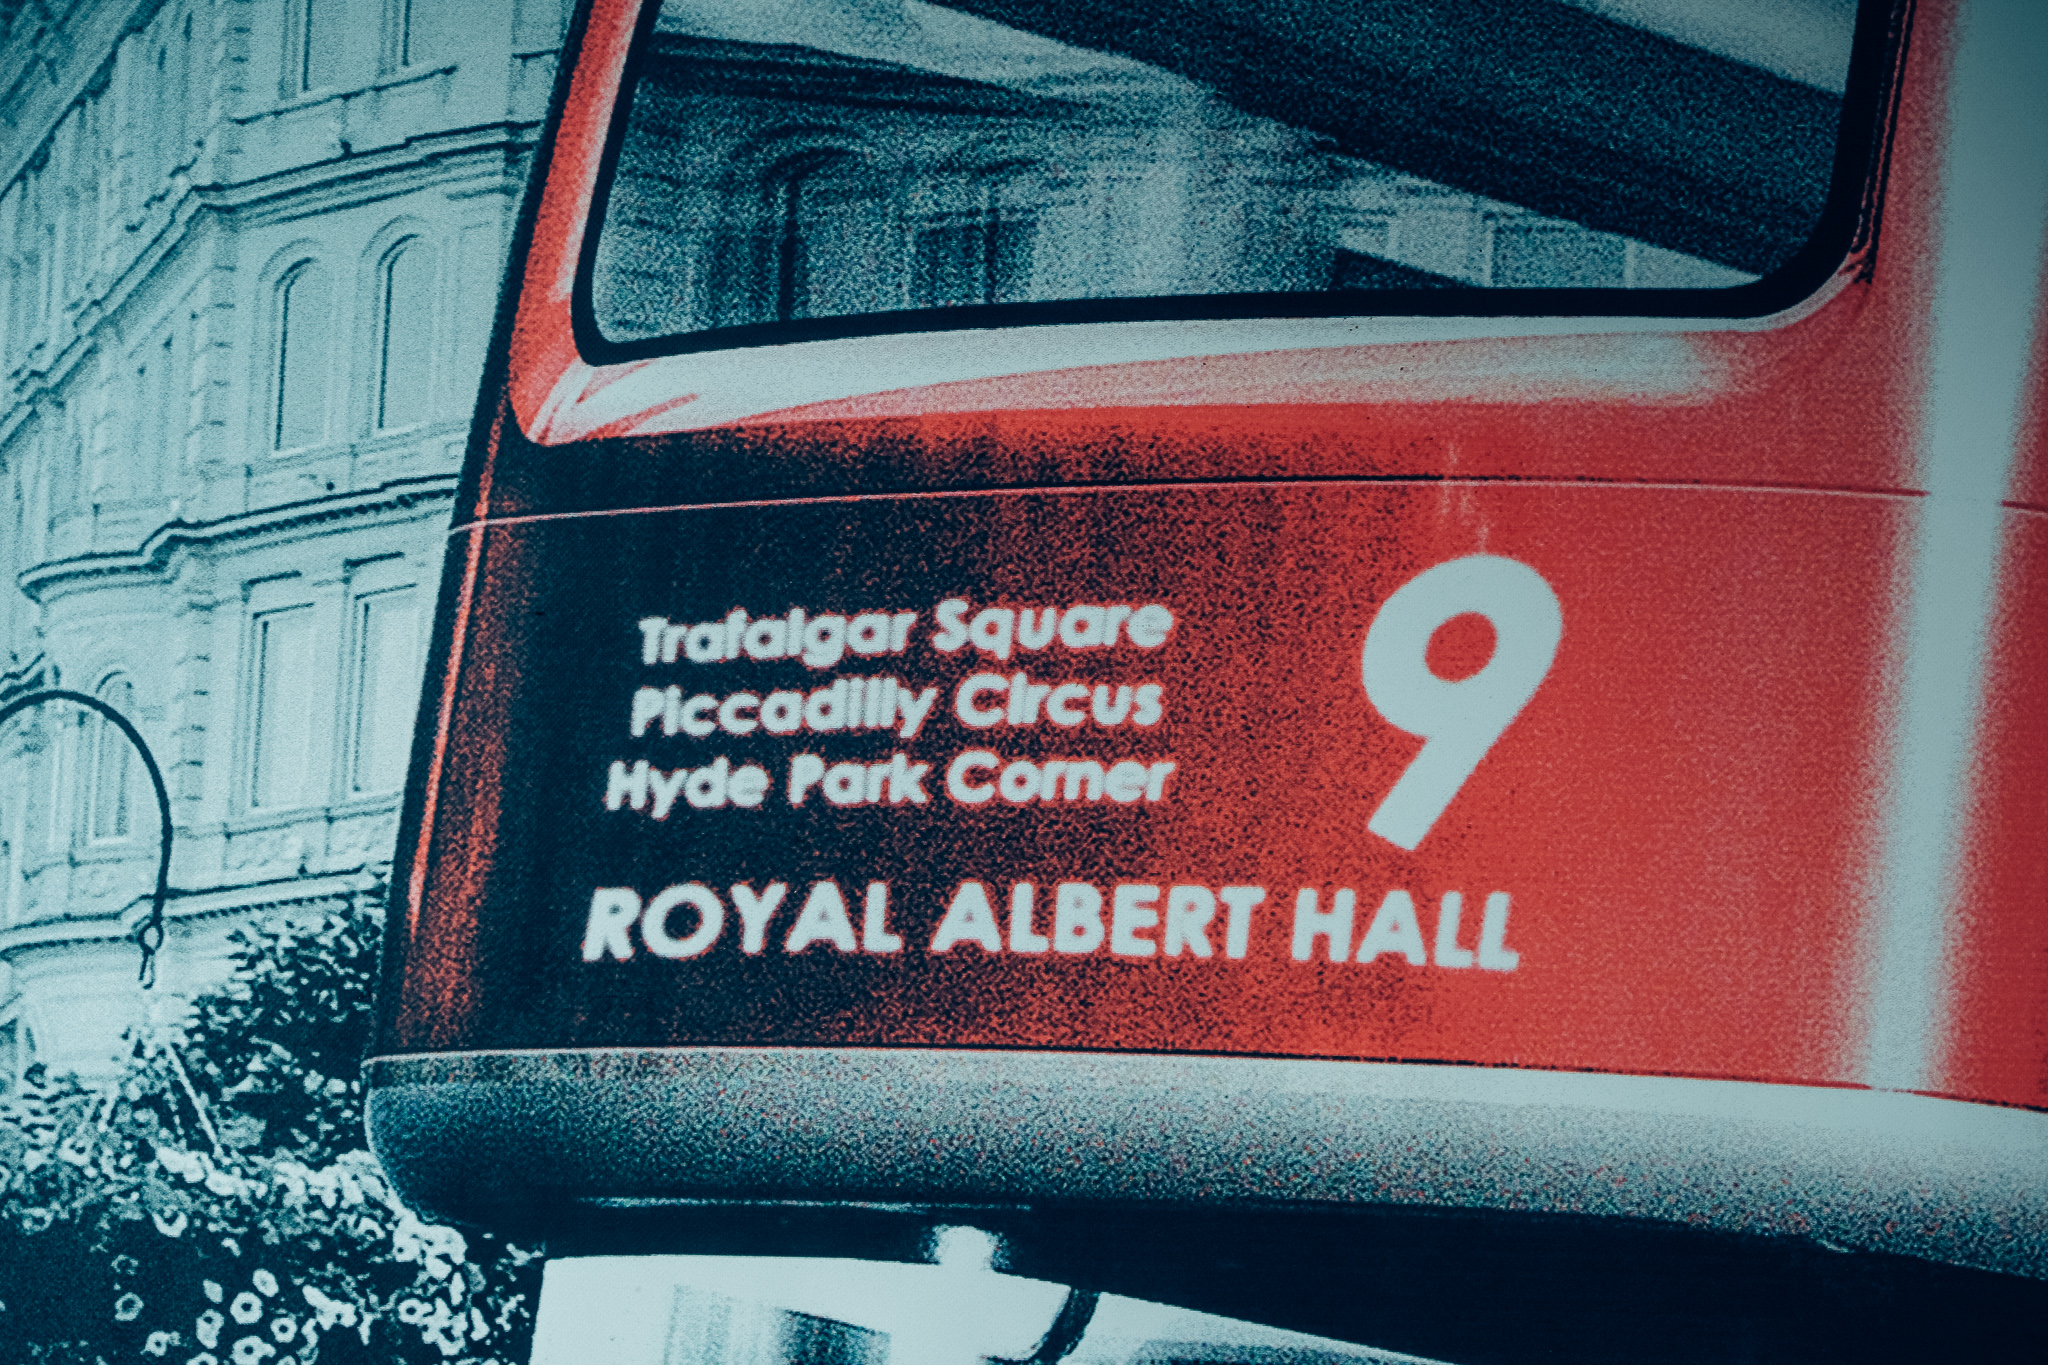 Trafalgar Square
Piccadilly Circus
Hyde Park Corner
9
ROYAL ALBERT HALL